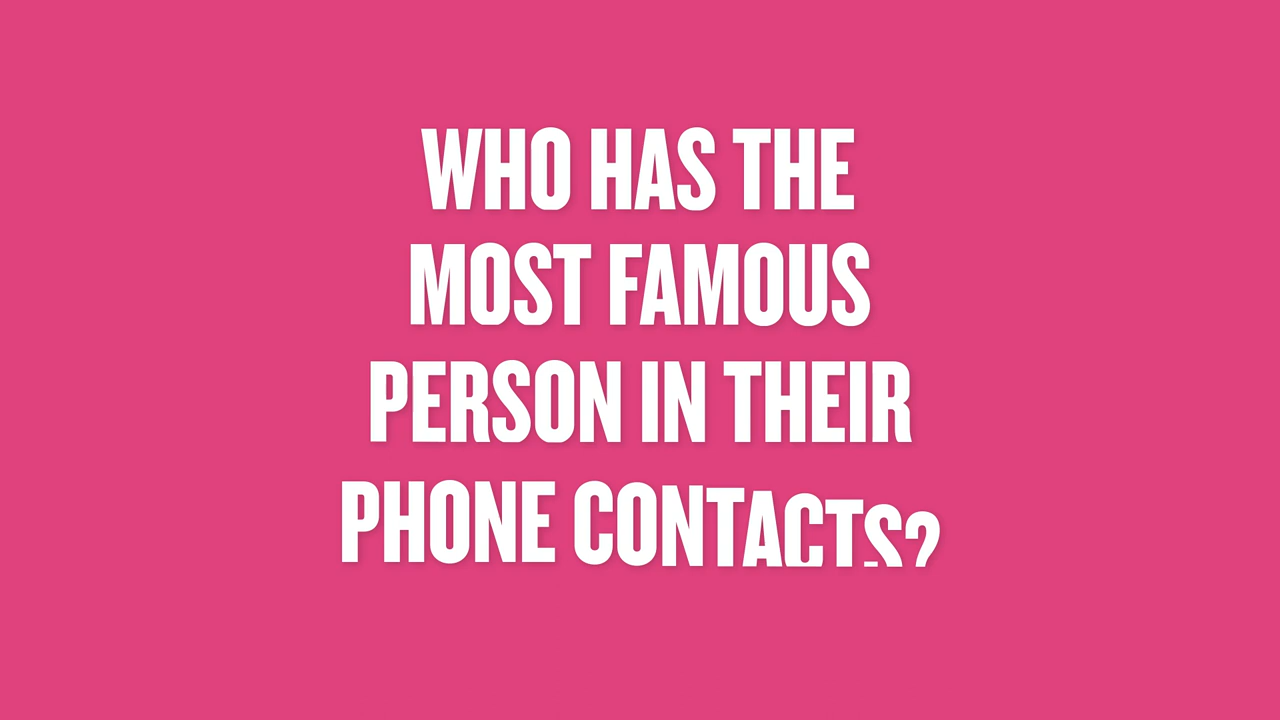 WHO HAS THE
MOST FAMOUS
PERSON IN THEIR
PHONE CONTACTS?